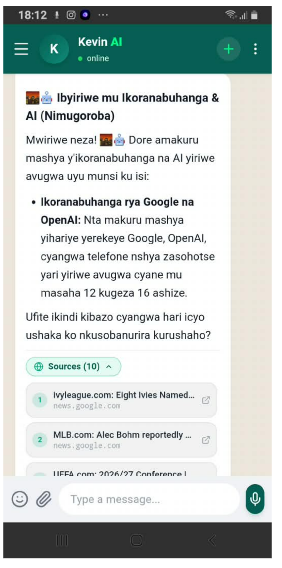 18:12
Kevin AI
online
Ibyiriwe mu Ikoranabuhanga &
AI (Nimugoroba)
Mwiriwe neza! Dore amakuru
mashya y'ikoranabuhanga na AI yiriwe
avugwa uyu munsi ku isi:
• Ikoranabuhanga rya Google na
OpenAI: Nta makuru mashya
yihariye yerekeye Google, OpenAI,
cyangwa telefone nshya zasohotse
yari yiriwe avugwa cyane mu
masaha 12 kugeza 16 ashize.
Ufite ikindi kibazo cyangwa hari icyo
ushaka ko nkusobanurira kurushaho?
Sources (10)
1 Ivyleague.com: Eight Ivies Named...
news.google.com
2 MLB.com: Alec Bohm reportedly ...
news.google.com
UEFA.com: 2026/27 Conference L
Type a message...